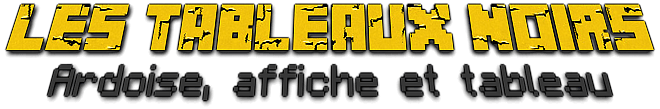 LES TABLEAUX NOIRS
Ardoise, affiche et tableau